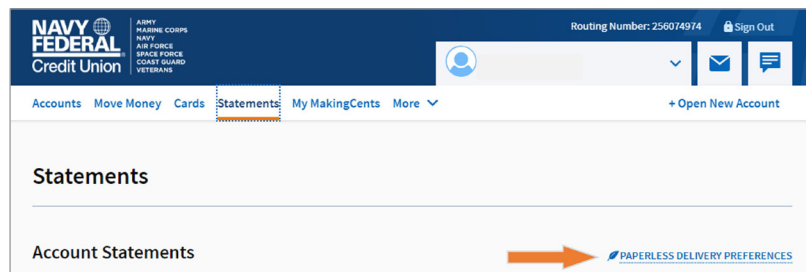 NAVY FEDERAL Credit Union
ARMY
MARINE CORPS
NAVY
AIR FORCE
SPACE FORCE
COAST GUARD
VETERANS
Routing Number: 256074974 Sign Out
Accounts Move Money Cards Statements My MakingCents More + Open New Account
Statements
Account Statements PAPERLESS DELIVERY PREFERENCES